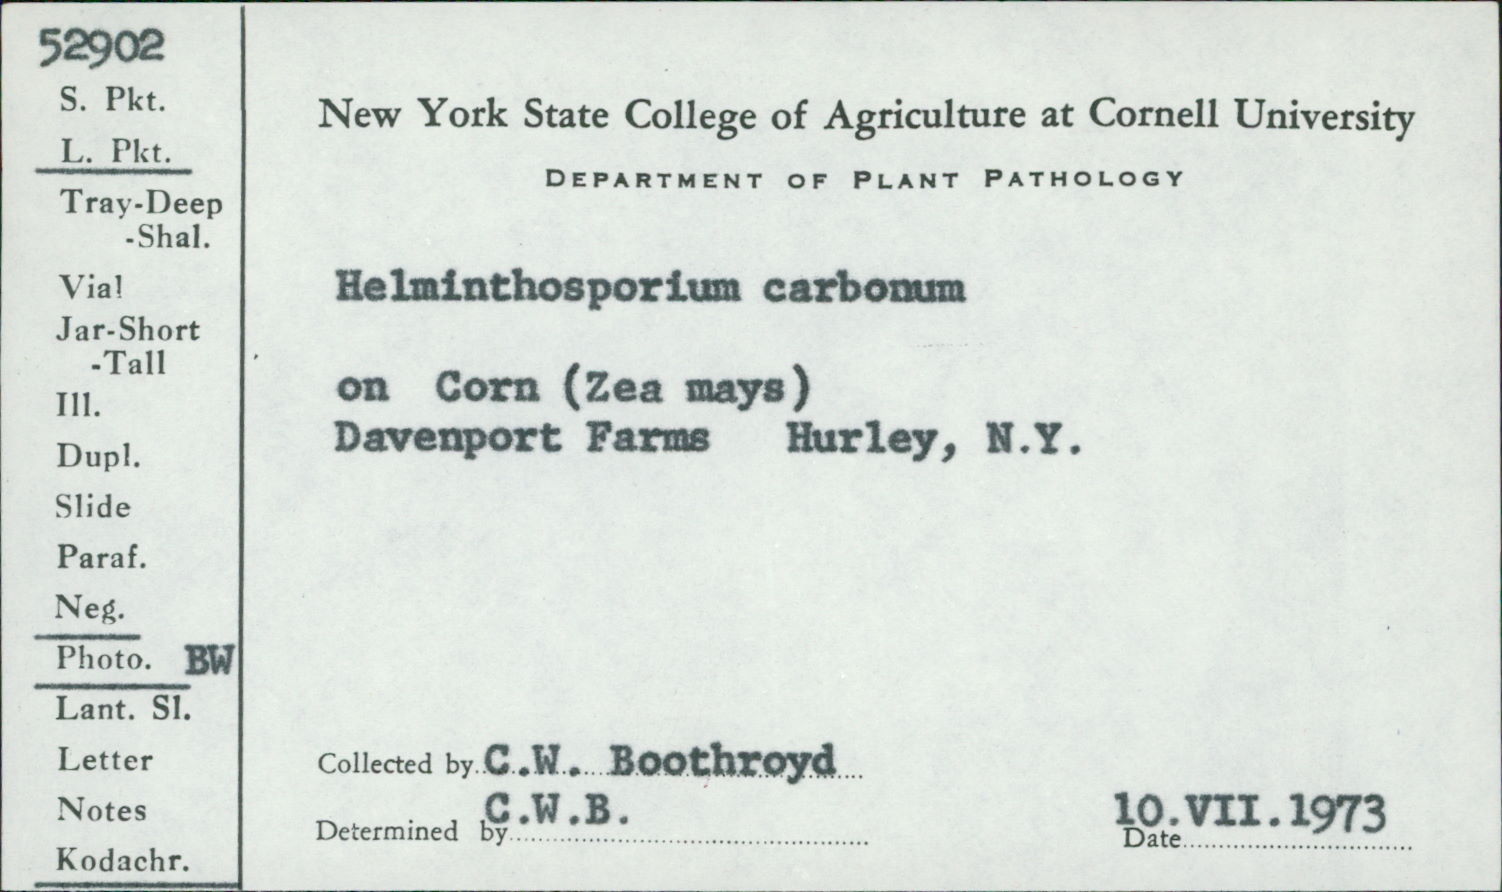 52902
S. Pkt.
L. Pkt.
Tray-Deep
-Shal.
Vial
Jar-Short
-Tall
Ill.
Dupl.
Slide
Paraf.
Neg.
Photo. BW
Lant. Sl.
Letter
Notes
Kodachr.
New York State College of Agriculture at Cornell University
DEPARTMENT OF PLANT PATHOLOGY
Helminthosporium carbonum
on Corn (Zea mays)
Davenport Farms Hurley, N.Y.
Collected by C.W. Boothroyd
Determined by C.W.B.
Date 10.VII.1973